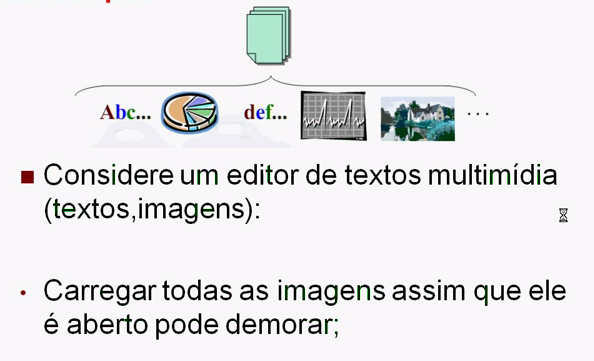 Abc... def... ...
Considere um editor de textos multimídia
(textos,imagens):
Carregar todas as imagens assim que ele
é aberto pode demorar;